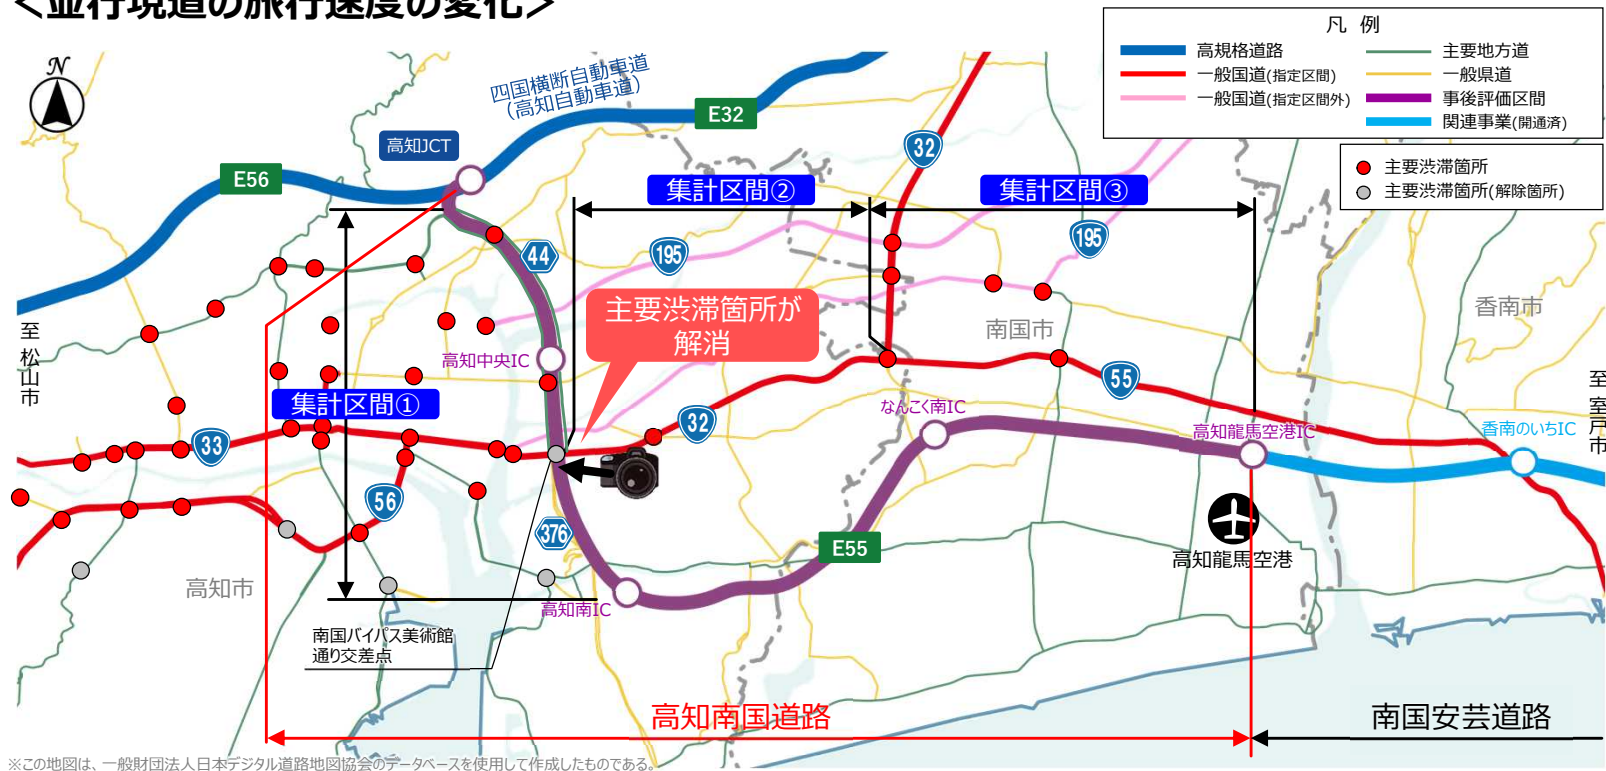 <並行現道の旅行速度の変化>
凡 例
高規格道路
一般国道(指定区間)
一般国道(指定区間外)
主要地方道
一般県道
事後評価区間
関連事業(開通済)
主要渋滞箇所
主要渋滞箇所(解除箇所)
N
四国横断自動車道
(高知自動車道)
E32
高知JCT
E56
32
集計区間②
集計区間③
44
195
195
主要渋滞箇所が
解消
南国市
香南市
至 松山市
高知中央IC
集計区間①
55
なんこく南IC
至 室戸市
33
32
高知龍馬空港IC
香南のいちIC
56
376
E55
高知龍馬空港
高知市
高知南IC
南国バイパス美術館
通り交差点
高知南国道路
南国安芸道路
※この地図は、一般財団法人日本デジタル道路地図協会のデータベースを使用して作成したものである。